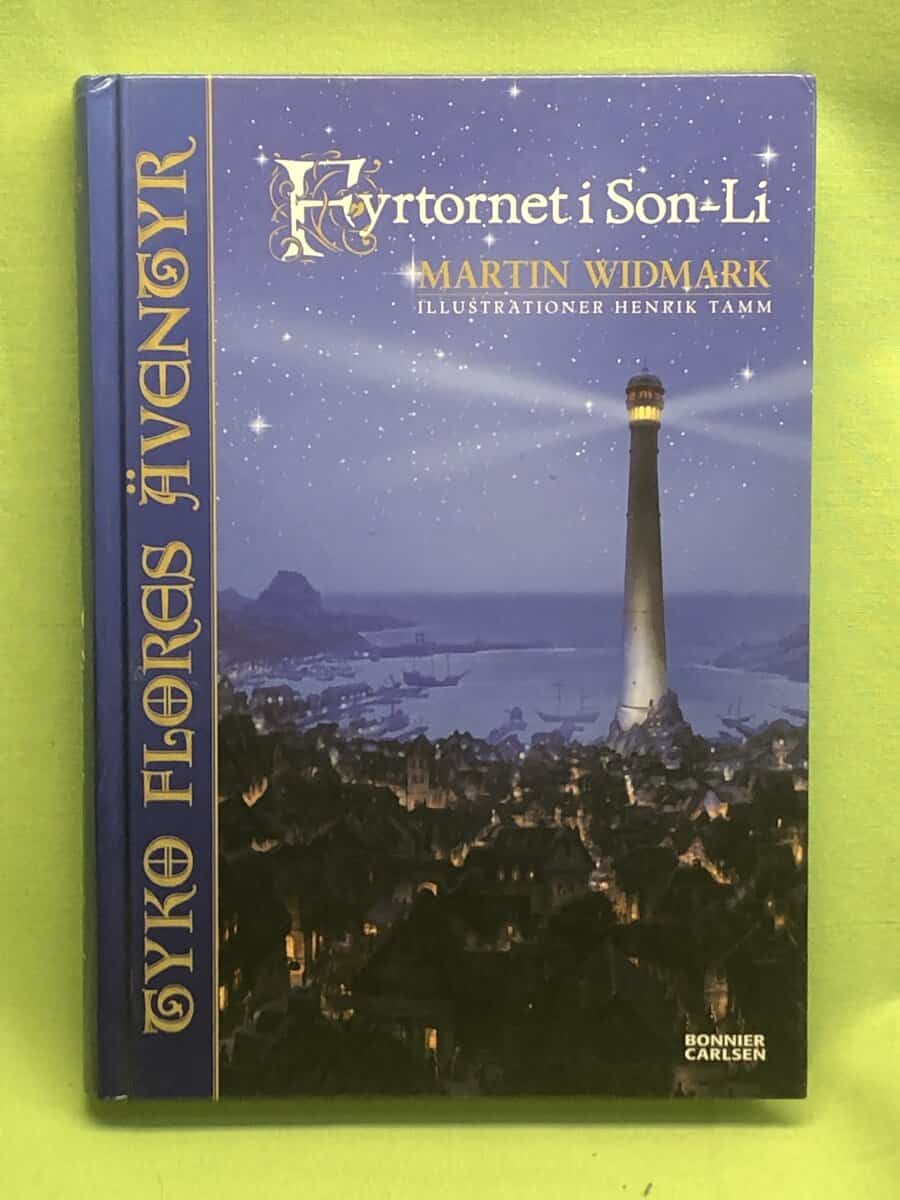 TYKO FLORES ÄVENTYR
Fyrtornet i Son-Li
MARTIN WIDMARK
ILLUSTRATIONER HENRIK TAMM
BONNIER
CARLSEN